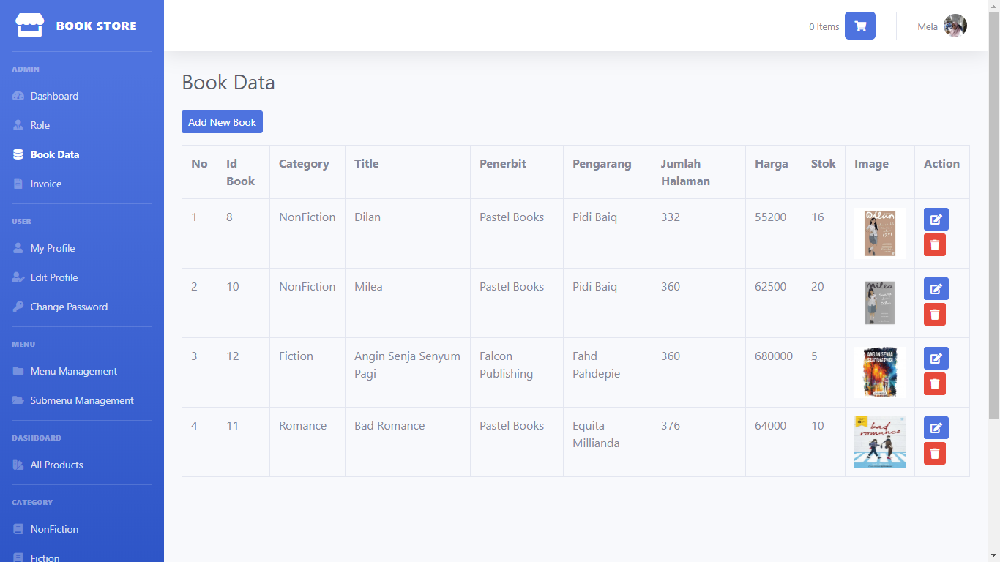 BOOK STORE
0 Items
Mela
ADMIN
Dashboard
Role
Book Data
Invoice
USER
My Profile
Edit Profile
Change Password
MENU
Menu Management
Submenu Management
DASHBOARD
All Products
CATEGORY
NonFiction
Fiction
Book Data
Add New Book
No Id Book Category Title Penerbit Pengarang Jumlah Halaman Harga Stok Image Action
1 8 NonFiction Dilan Pastel Books Pidi Baiq 332 55200 16
Dilan
1991
2 10 NonFiction Milea Pastel Books Pidi Baiq 360 62500 20
Milea
3 12 Fiction Angin Senja Senyum Pagi Falcon Publishing Fahd Pahdepie 360 680000 5
ANGAN SENJA
SENYUM PAGI
4 11 Romance Bad Romance Pastel Books Equita Millianda 376 64000 10
bad
romance